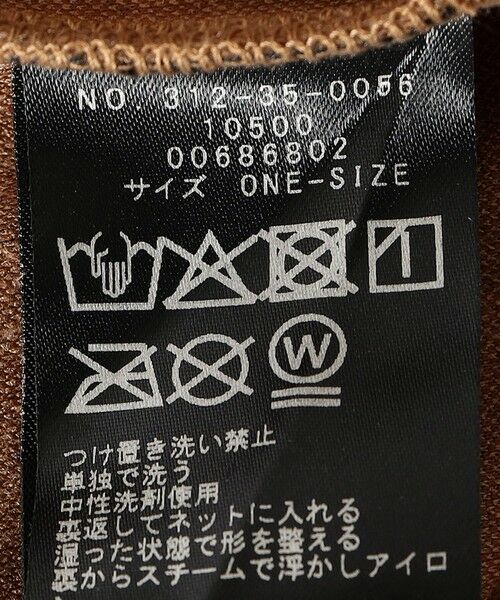 NO. 312-35-0056
10500
00686802
サイズ ONE-SIZE
W
つけ置き洗い禁止
単独で洗う
中性洗剤使用
裏返してネットに入れる
湿った状態で形を整える
裏からスチームで浮かしアイロ